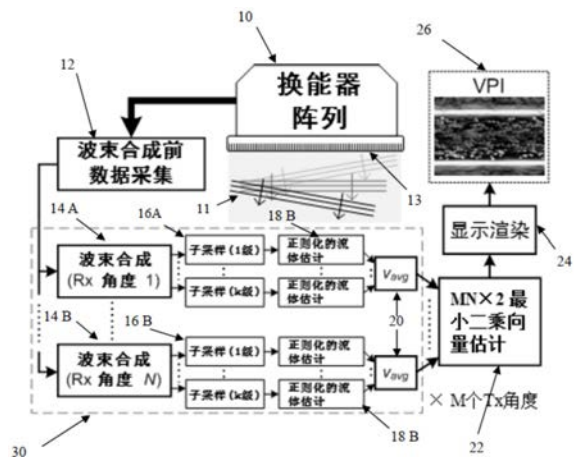 10
26
12
VPI
换能器
阵列
波束合成前
数据采集
13
11
14 A
16A
18 B
显示渲染
24
波束合成
(Rx 角度 1)
子采样(1级)
正则化的流
体估计
子采样(k级)
正则化的流
体估计
Vavg
14 B
16 B
20
MN×2 最
小二乘向
量估计
波束合成
(Rx 角度 N)
子采样(1级)
正则化的流
体估计
子采样(k级)
正则化的流
体估计
Vavg
× M个Tx角度
30
18 B
22